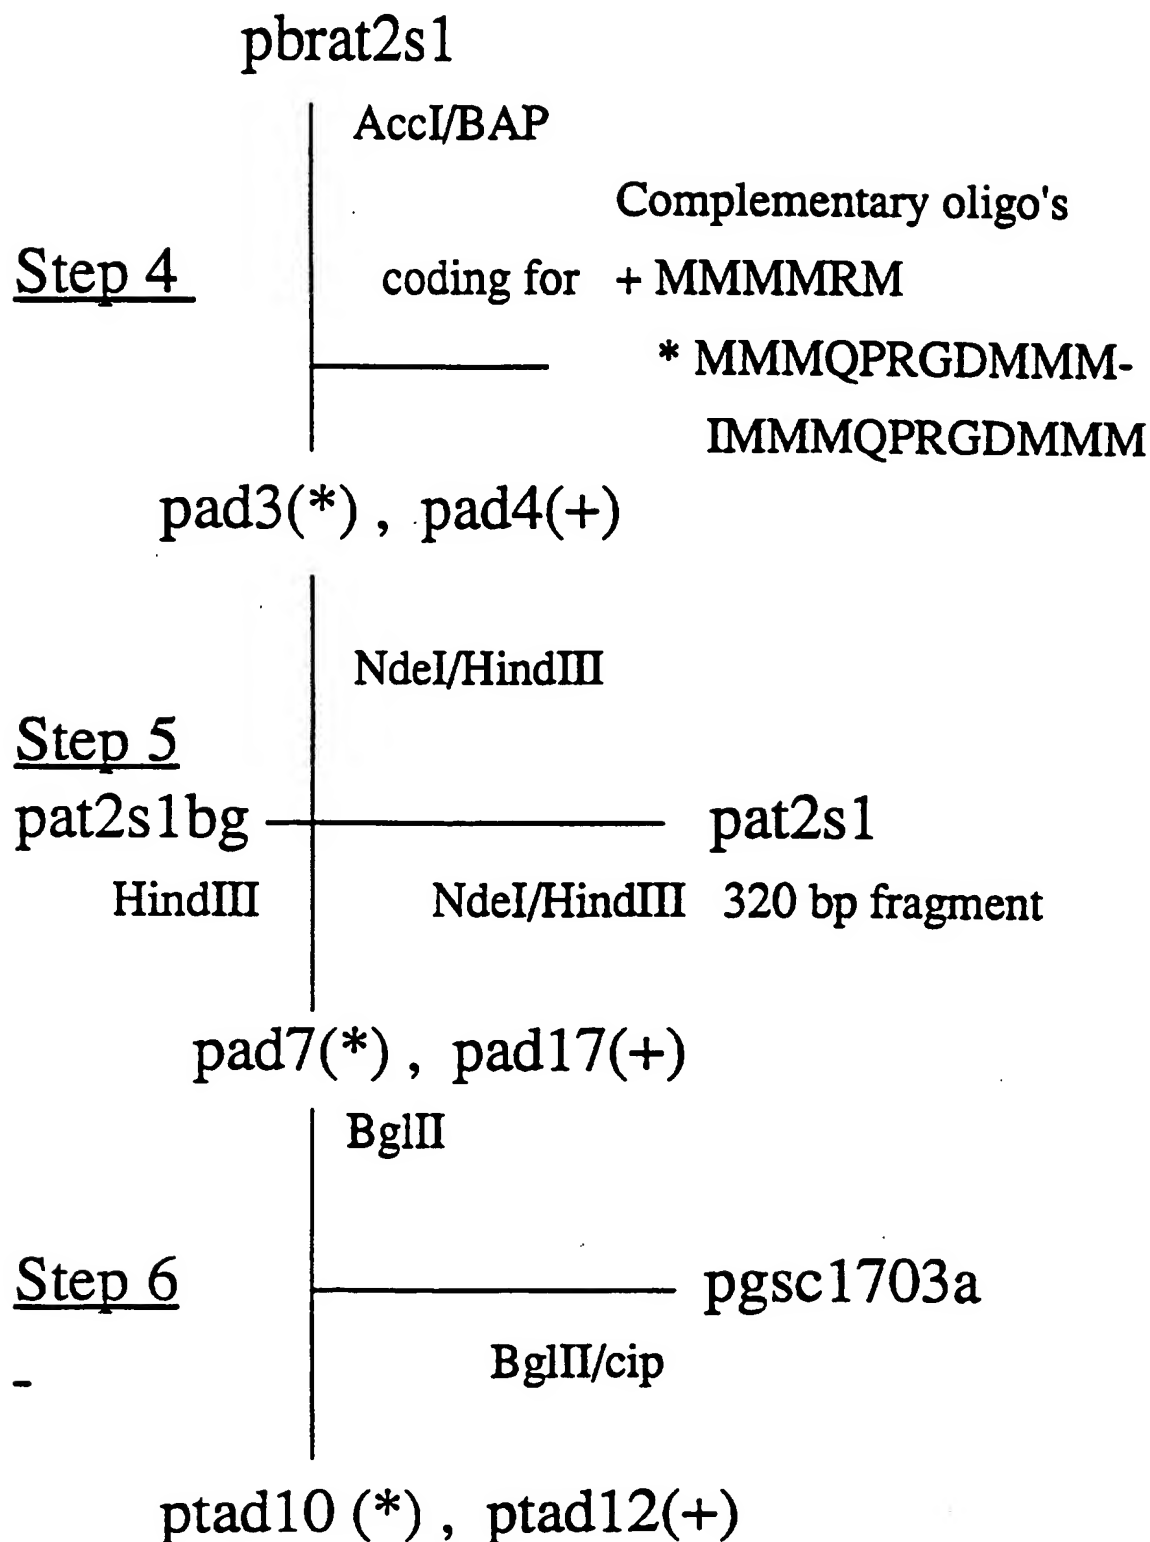 pbrat2s1
AccI/BAP
Complementary oligo's
Step 4
coding for + MMMMRM
* MMMQPRGDMMM-
IMMMQPRGDMMM
pad3(*) , pad4(+)
NdeI/HindIII
Step 5
pat2s1bg
pat2s1
HindIII
NdeI/HindIII 320 bp fragment
pad7(*) , pad17(+)
BglII
Step 6
pgsc1703a
BglII/cip
ptad10 (*) , ptad12(+)